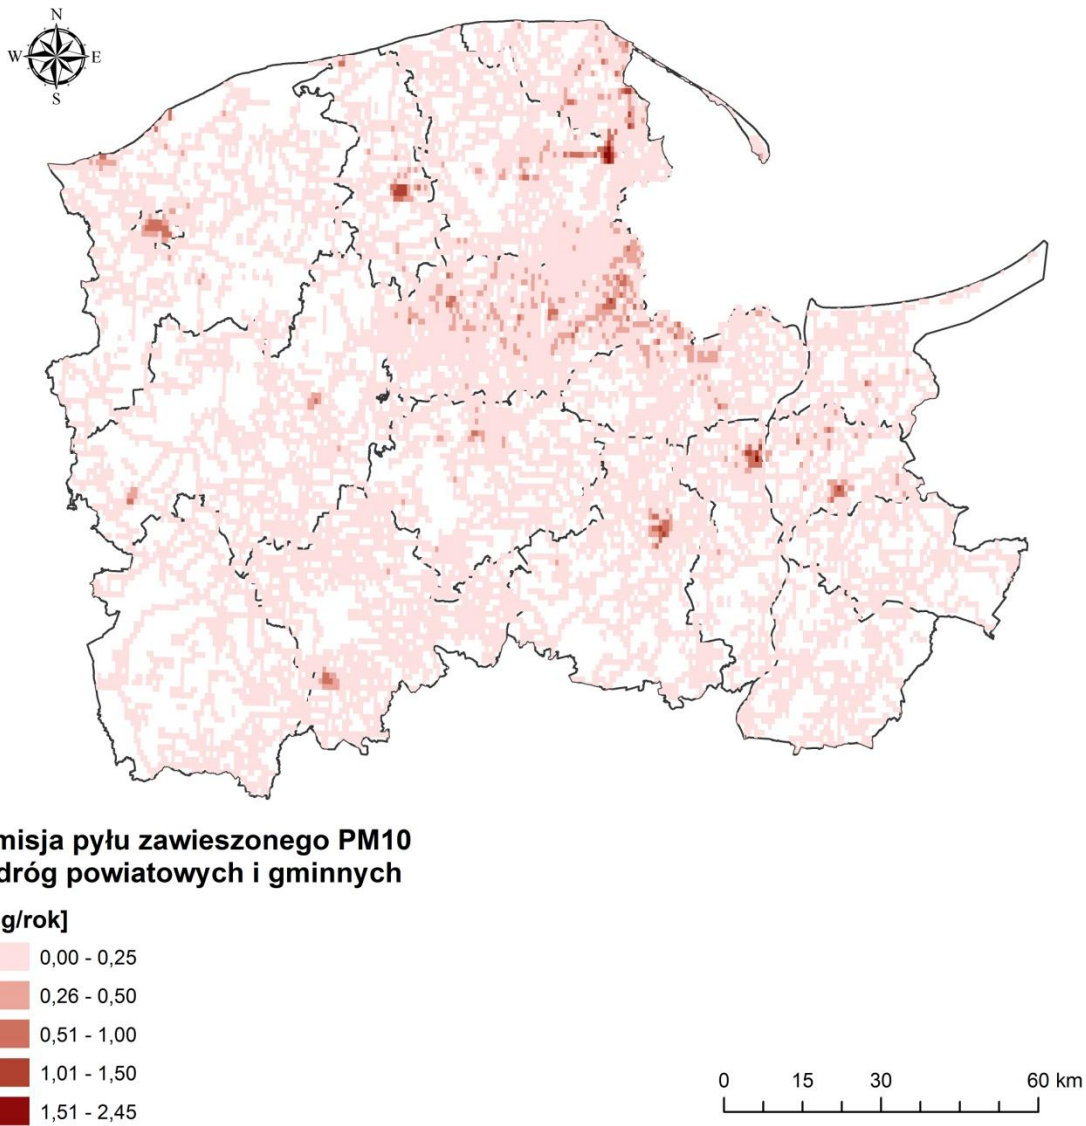 N
W E
S
misja pyłu zawieszonego PM10
dróg powiatowych i gminnych
g/rok]
0,00 - 0,25
0,26 - 0,50
0,51 - 1,00
1,01 - 1,50
1,51 - 2,45
0 15 30 60 km